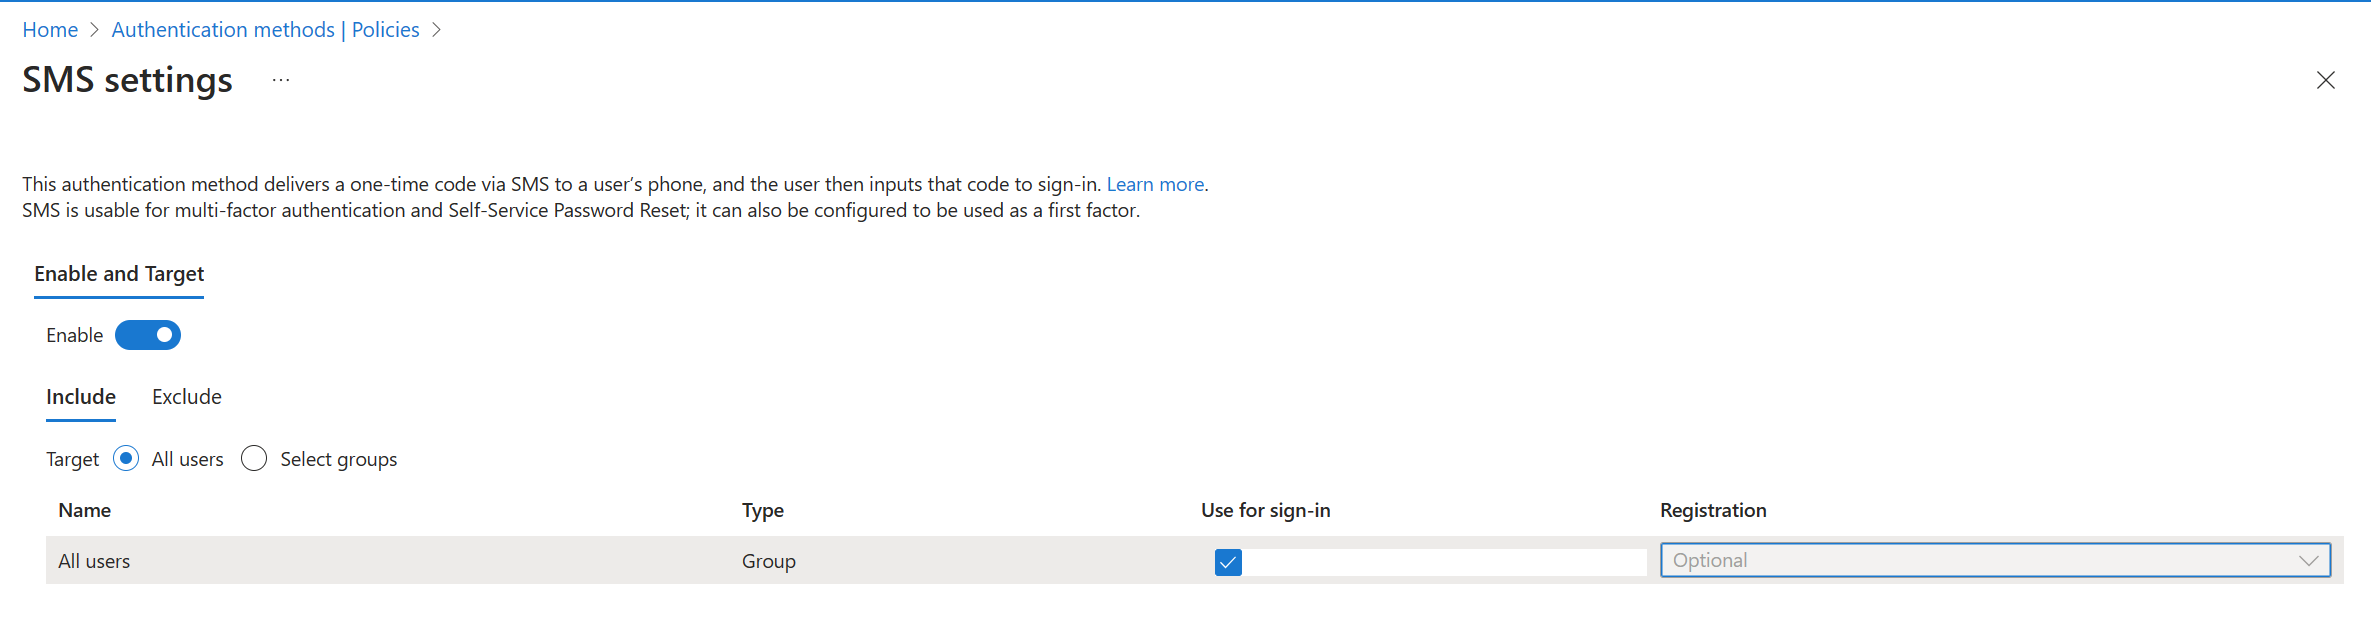 Home > Authentication methods | Policies >
SMS settings ...
This authentication method delivers a one-time code via SMS to a user’s phone, and the user then inputs that code to sign-in. Learn more.
SMS is usable for multi-factor authentication and Self-Service Password Reset; it can also be configured to be used as a first factor.
Enable and Target
Enable
Include Exclude
Target All users Select groups
Name Type Use for sign-in Registration
All users Group Optional